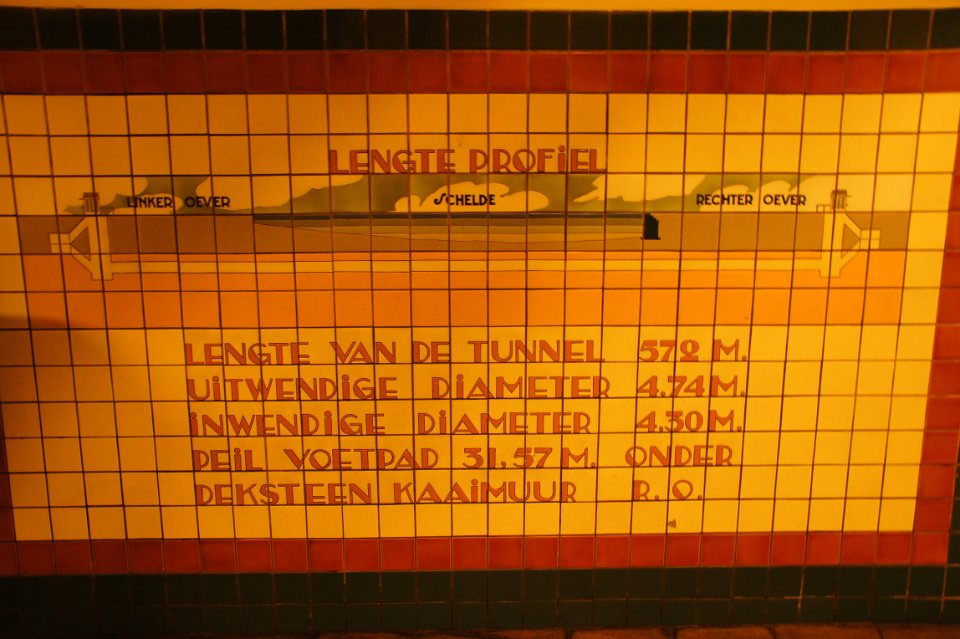 LENGTE PROFiEL
LINKER OEVER SCHELDE RECHTER OEVER
LENGTE VAN DE TUNNEL 572 M.
UiTWENDiGE DiAMETER 4,74 M.
iNWENDiGE DiAMETER 4,30 M.
PEiL VOETPAD 31,57 M. ONDER
DEKSTEEN KAAiMUUR R.O.